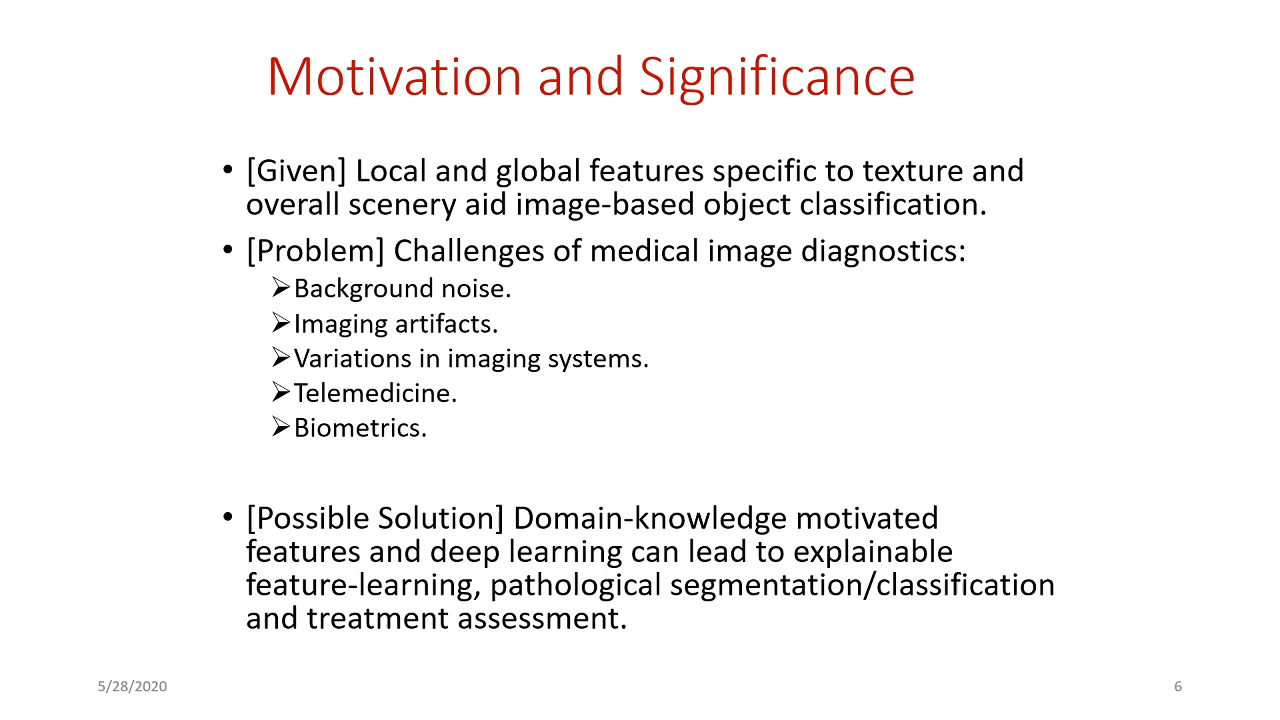 Motivation and Significance
• [Given] Local and global features specific to texture and
overall scenery aid image-based object classification.
• [Problem] Challenges of medical image diagnostics:
➢Background noise.
➢Imaging artifacts.
➢Variations in imaging systems.
➢Telemedicine.
➢Biometrics.
• [Possible Solution] Domain-knowledge motivated
features and deep learning can lead to explainable
feature-learning, pathological segmentation/classification
and treatment assessment.
5/28/2020
6